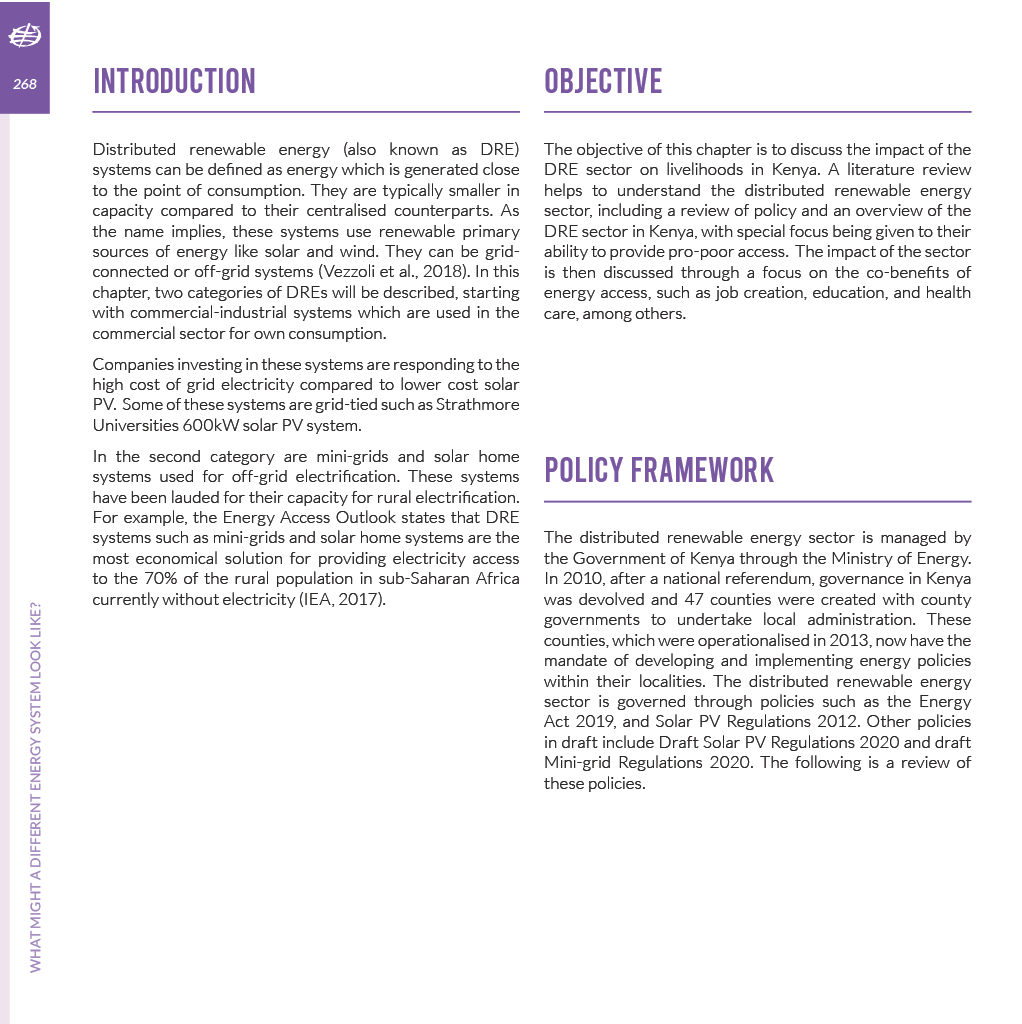 268
INTRODUCTION
Distributed renewable energy (also known as DRE)
systems can be defined as energy which is generated close
to the point of consumption. They are typically smaller in
capacity compared to their centralised counterparts. As
the name implies, these systems use renewable primary
sources of energy like solar and wind. They can be grid-
connected or off-grid systems (Vezzoli et al., 2018). In this
chapter, two categories of DREs will be described, starting
with commercial-industrial systems which are used in the
commercial sector for own consumption.
Companies investing in these systems are responding to the
high cost of grid electricity compared to lower cost solar
PV. Some of these systems are grid-tied such as Strathmore
Universities 600kW solar PV system.
In the second category are mini-grids and solar home
systems used for off-grid electrification. These systems
have been lauded for their capacity for rural electrification.
For example, the Energy Access Outlook states that DRE
systems such as mini-grids and solar home systems are the
most economical solution for providing electricity access
to the 70% of the rural population in sub-Saharan Africa
currently without electricity (IEA, 2017).
OBJECTIVE
The objective of this chapter is to discuss the impact of the
DRE sector on livelihoods in Kenya. A literature review
helps to understand the distributed renewable energy
sector, including a review of policy and an overview of the
DRE sector in Kenya, with special focus being given to their
ability to provide pro-poor access. The impact of the sector
is then discussed through a focus on the co-benefits of
energy access, such as job creation, education, and health
care, among others.
POLICY FRAMEWORK
The distributed renewable energy sector is managed by
the Government of Kenya through the Ministry of Energy.
In 2010, after a national referendum, governance in Kenya
was devolved and 47 counties were created with county
governments to undertake local administration. These
counties, which were operationalised in 2013, now have the
mandate of developing and implementing energy policies
within their localities. The distributed renewable energy
sector is governed through policies such as the Energy
Act 2019, and Solar PV Regulations 2012. Other policies
in draft include Draft Solar PV Regulations 2020 and draft
Mini-grid Regulations 2020. The following is a review of
these policies.
WHAT MIGHT A DIFFERENT ENERGY SYSTEM LOOK LIKE?